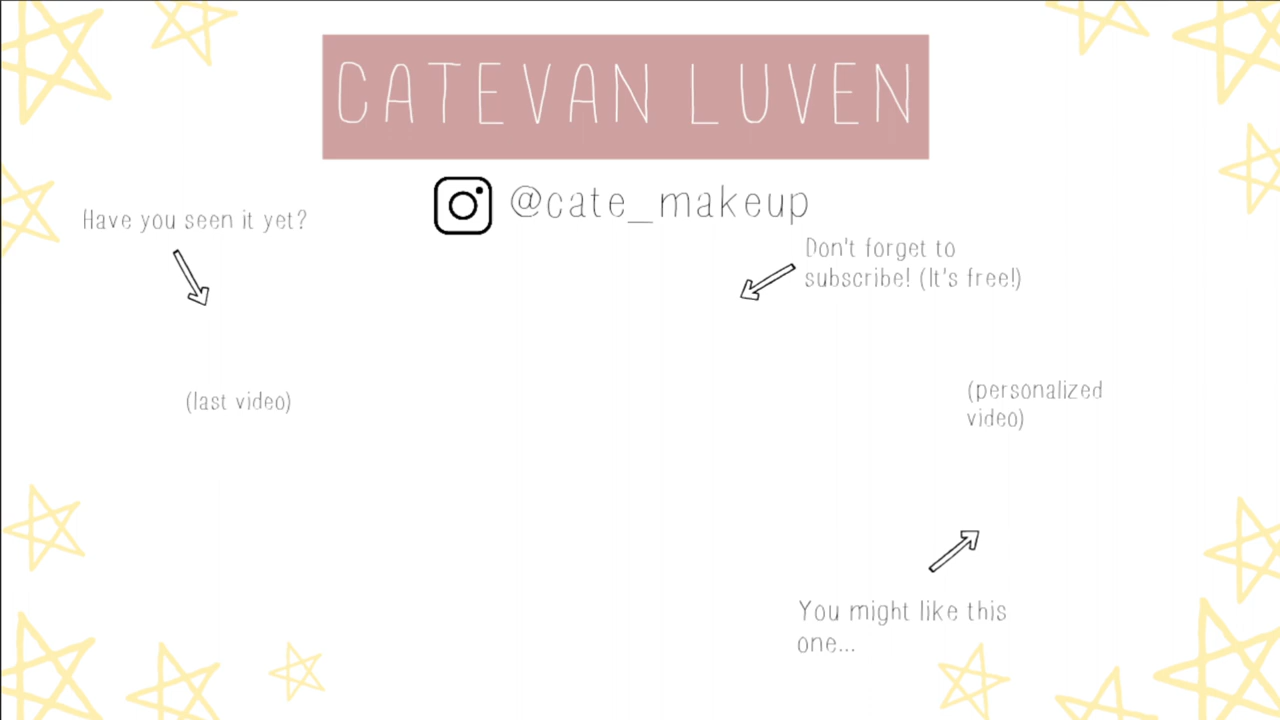 CATEVAN LUVEN
@cate_makeup
Have you seen it yet?
Don't forget to
subscribe! (It's free!)
(last video)
(personalized
video)
You might like this
one...